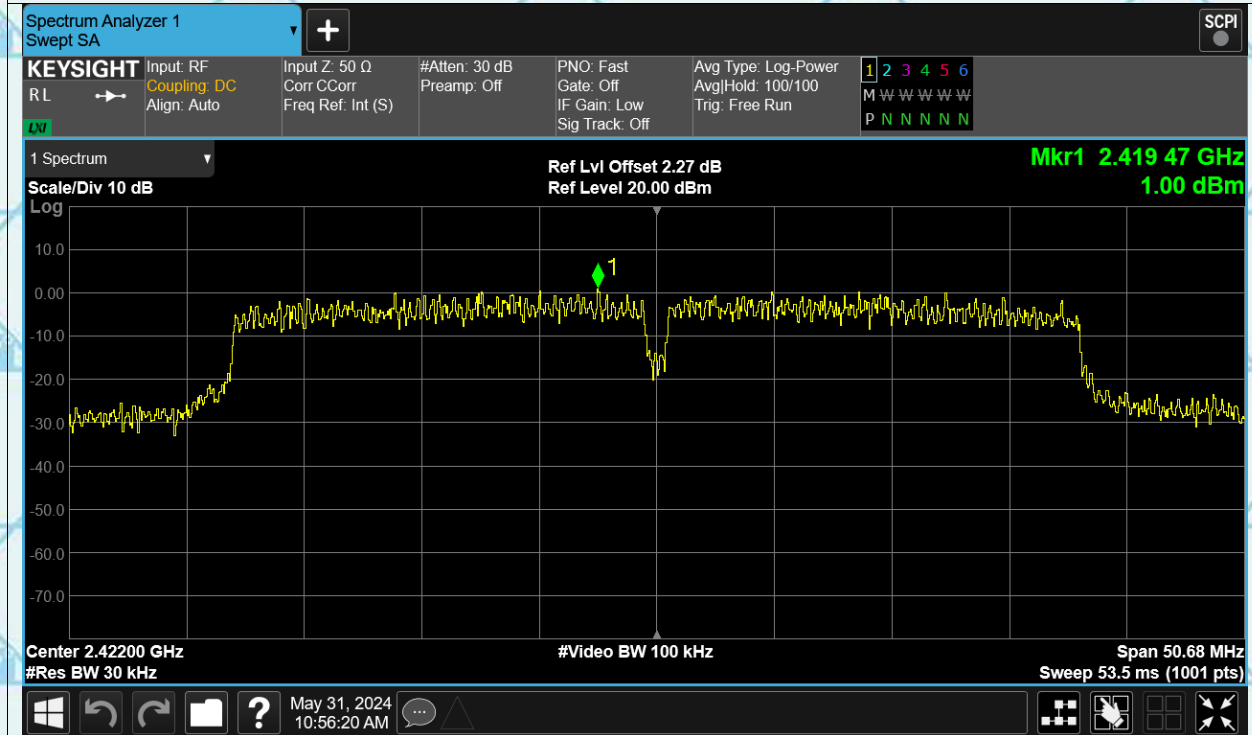 Spectrum Analyzer 1
Swept SA
+
SCPI
KEYSIGHT
R L
LXI
Input: RF
Coupling: DC
Align: Auto
Input Z: 50 Ω
Corr CCorr
Freq Ref: Int (S)
#Atten: 30 dB
Preamp: Off
PNO: Fast
Gate: Off
IF Gain: Low
Sig Track: Off
Avg Type: Log-Power
Avg|Hold: 100/100
Trig: Free Run
1 2 3 4 5 6
M W W W W W
P N N N N N
1 Spectrum
Scale/Div 10 dB
Log
Ref Lvl Offset 2.27 dB
Ref Level 20.00 dBm
Mkr1 2.419 47 GHz
1.00 dBm
1
10.0
0.00
-10.0
-20.0
-30.0
-40.0
-50.0
-60.0
-70.0
Center 2.42200 GHz
#Res BW 30 kHz
#Video BW 100 kHz
Span 50.68 MHz
Sweep 53.5 ms (1001 pts)
?
May 31, 2024
10:56:20 AM